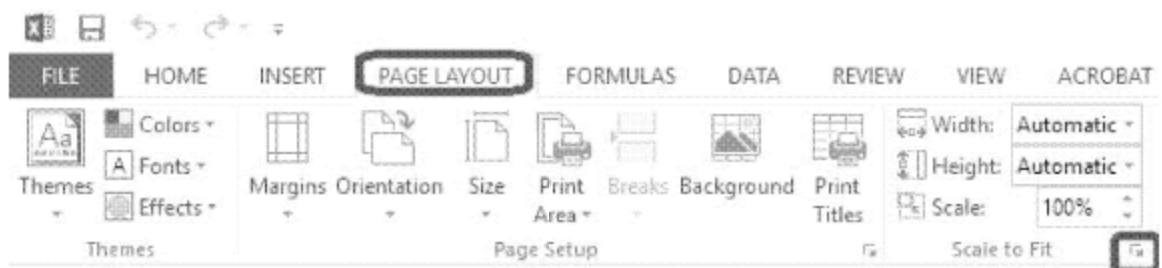 FILE HOME INSERT PAGE LAYOUT FORMULAS DATA REVIEW VIEW ACROBAT
Aa Colors Width: Automatic
A Fonts Height: Automatic
Themes Margins Orientation Size Print Breaks Background Print
Effects Area Titles Scale: 100%
Themes Page Setup Scale to Fit